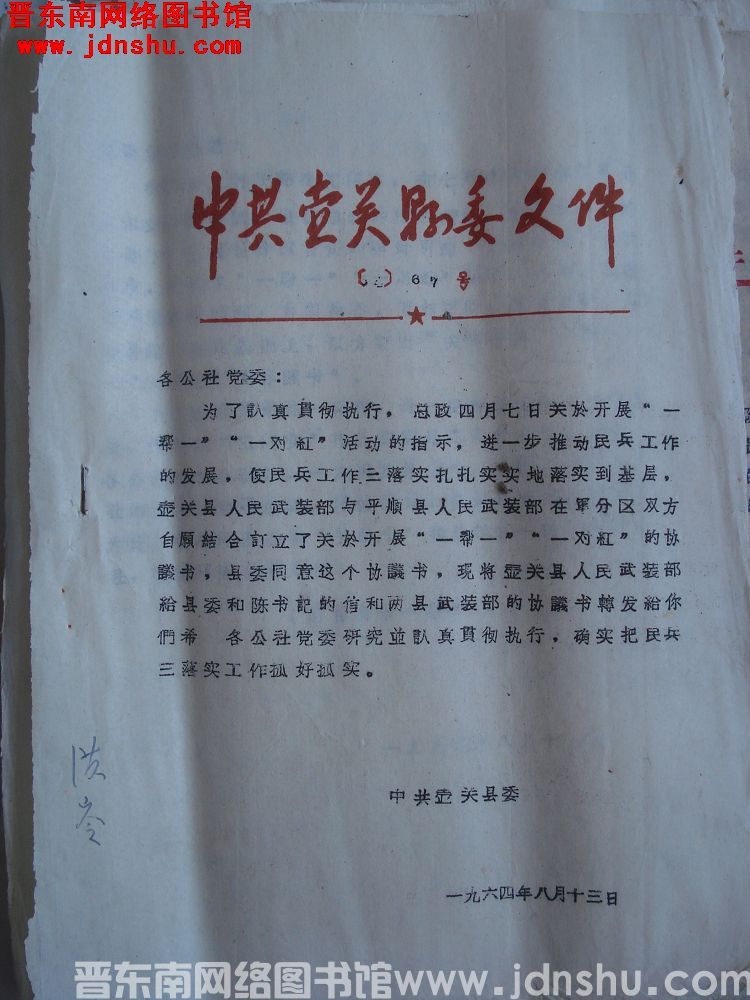 晋东南网络图书馆
www.jdnshu.com
中共壶关县委文件
〔〕67号
各公社党委：
为了訊真貫彻执行，总政四月七日关於开展“一
帮一”“一对紅”活动的指示，进一步推动民兵工作
的发展，使民兵工作三落实扎扎实实地落实到基层，
壶关县人民武装部与平順县人民武装部在軍分区双方
自願結合訂立了关於开展“一帮一”“一对紅”的协
議书，县委同意这个协議书，现将壶关县人民武装部
給县委和陈书記的信和两县武装部的协議书轉发給你
們希 各公社党委研究並訊真貫彻执行，确实把民兵
三落实工作抓好抓实。
中共壶关县委
一九六四年八月十三日
晋东南网络图书馆www.jdnshu.com